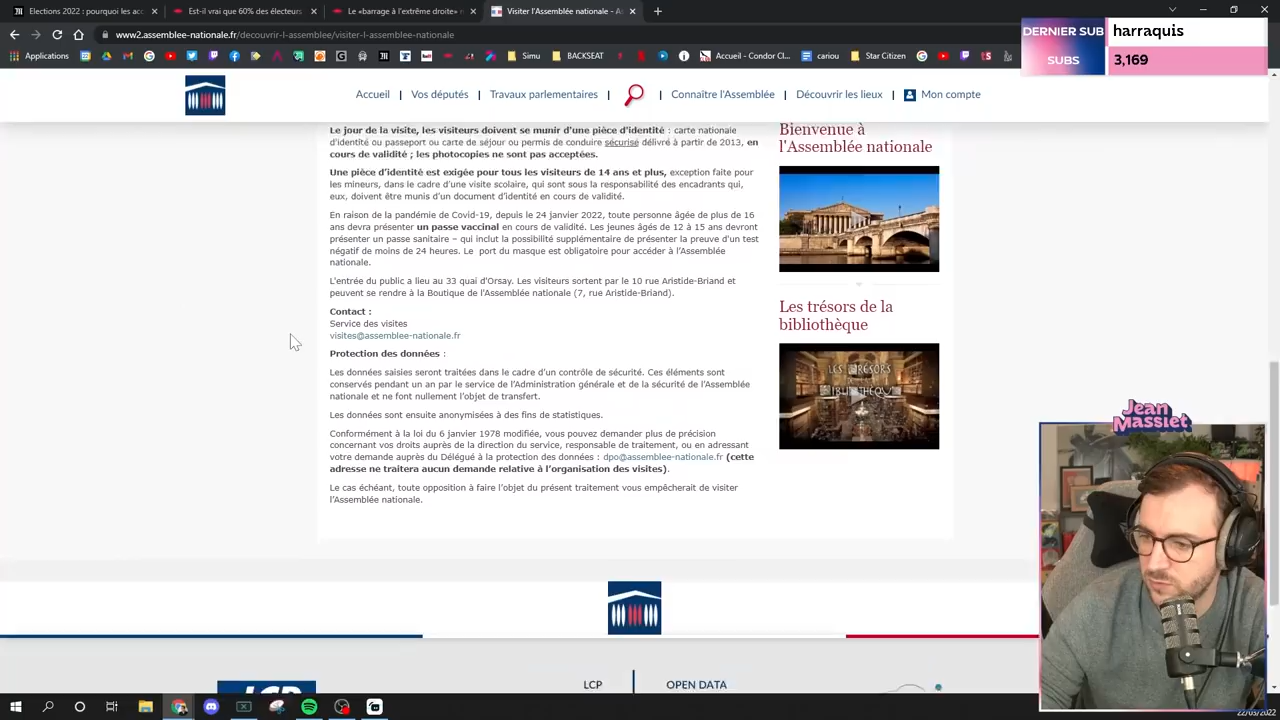 Elections 2022 : pourquoi les acc
Est-il vrai que 60% des électeurs
Le «barrage à l'extrême droite»
Visiter l'Assemblée nationale - As
www2.assemblee-nationale.fr/decouvrir-l-assemblee/visiter-l-assemblee-nationale
Applications
Simu
BACKSEAT
Accueil - Condor Cl...
cariou
Star Citizen
DERNIER SUB
harraquis
SUBS
3,169
Accueil
Vos députés
Travaux parlementaires
Connaître l'Assemblée
Découvrir les lieux
Mon compte
Le jour de la visite, les visiteurs doivent se munir d'une pièce d'identité : carte nationale
d'identité ou passeport ou carte de séjour ou permis de conduire sécurisé délivré à partir de 2013, en
cours de validité ; les photocopies ne sont pas acceptées.
Une pièce d'identité est exigée pour tous les visiteurs de 14 ans et plus, exception faite pour
les mineurs, dans le cadre d'une visite scolaire, qui sont sous la responsabilité des encadrants qui,
eux, doivent être munis d'un document d'identité en cours de validité.
En raison de la pandémie de Covid-19, depuis le 24 janvier 2022, toute personne âgée de plus de 16
ans devra présenter un passe vaccinal en cours de validité. Les jeunes âgés de 12 à 15 ans devront
présenter un passe sanitaire – qui inclut la possibilité supplémentaire de présenter la preuve d'un test
négatif de moins de 24 heures. Le port du masque est obligatoire pour accéder à l'Assemblée
nationale.
L'entrée du public a lieu au 33 quai d'Orsay. Les visiteurs sortent par le 10 rue Aristide-Briand et
peuvent se rendre à la Boutique de l'Assemblée nationale (7, rue Aristide-Briand).
Contact :
Service des visites
visites@assemblee-nationale.fr
Protection des données :
Les données saisies seront traitées dans le cadre d'un contrôle de sécurité. Ces éléments sont
conservés pendant un an par le service de l'Administration générale et de la sécurité de l'Assemblée
nationale et ne font nullement l'objet de transfert.
Les données sont ensuite anonymisées à des fins de statistiques.
Conformément à la loi du 6 janvier 1978 modifiée, vous pouvez demander plus de précision
concernant vos droits auprès de la direction du service, responsable de traitement, ou en adressant
votre demande auprès du Délégué à la protection des données : dpo@assemblee-nationale.fr (cette
adresse ne traitera aucun demande relative à l'organisation des visites).
Le cas échéant, toute opposition à faire l'objet du présent traitement vous empêcherait de visiter
l'Assemblée nationale.
Bienvenue à
l'Assemblée nationale
Les trésors de la
bibliothèque
LES TRÉSORS
BIBLIOTHÈQUE
Jean
Massiet
LCP
LCP
OPEN DATA
22/03/2022